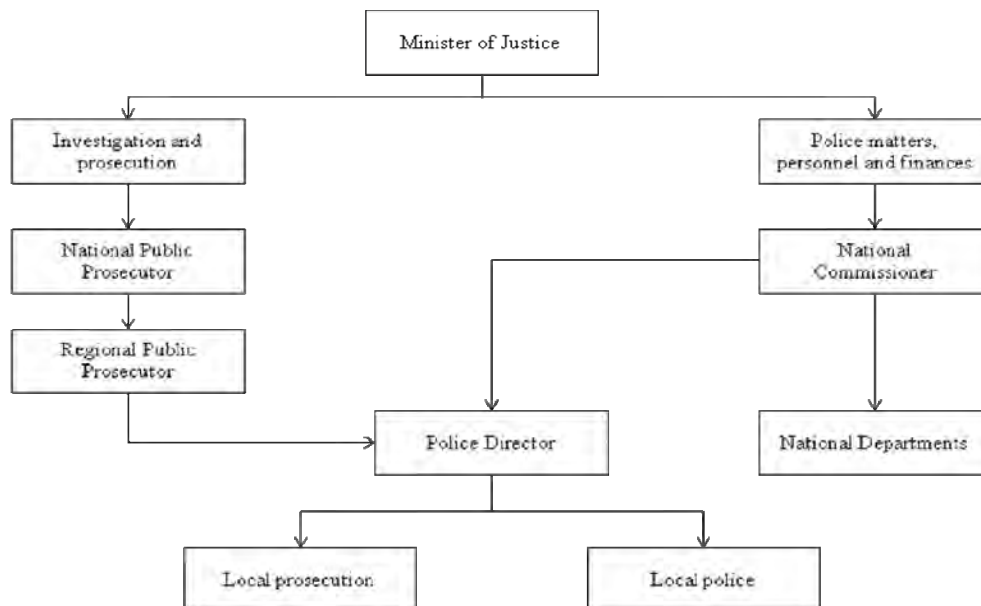 Minister of Justice
Investigation and
prosecution
Police matters,
personnel and finances
National Public
Prosecutor
National
Commissioner
Regional Public
Prosecutor
Police Director
National Departments
Local prosecution
Local police